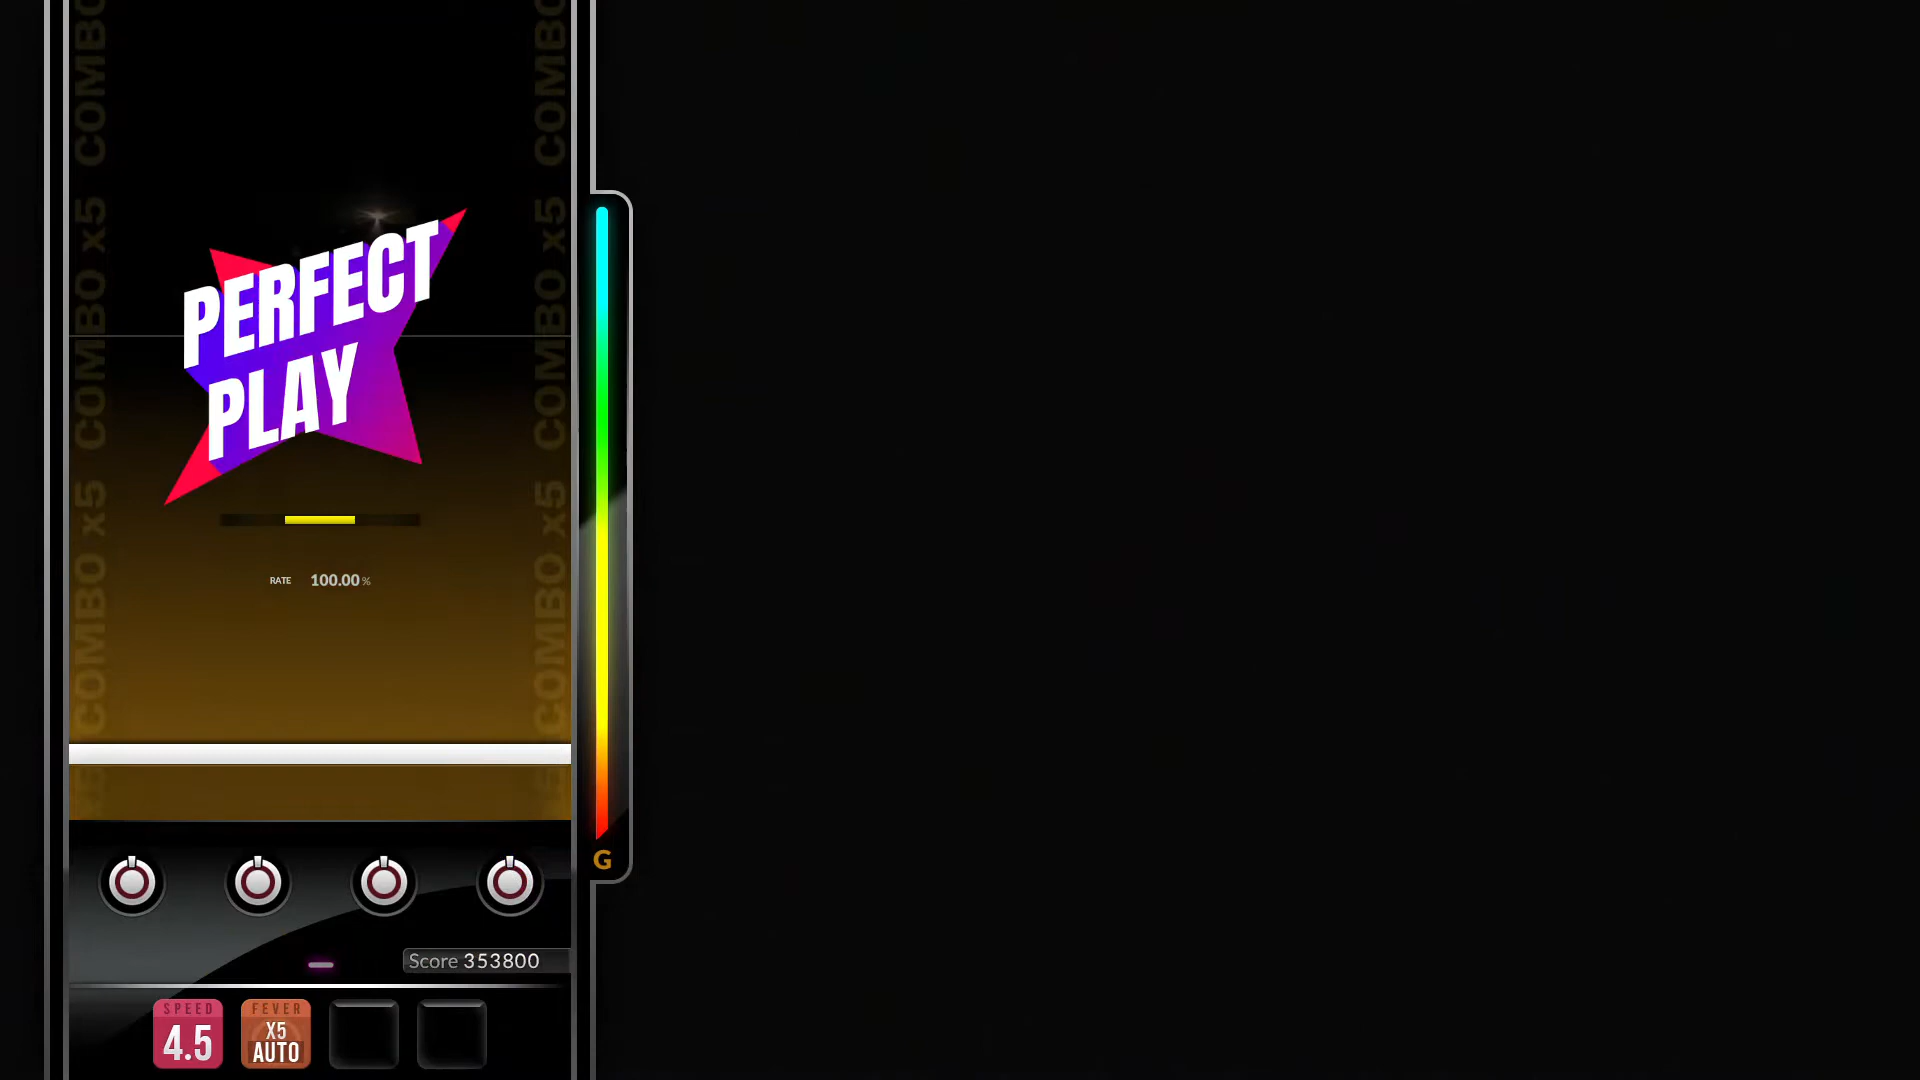 COMBO x5 COMBO x5 COMBO
COMBO x5 COMBO x5 COMBO
PERFECT
PLAY
RATE 100.00 %
G
Score 353800
SPEED
4.5
FEVER
X5
AUTO